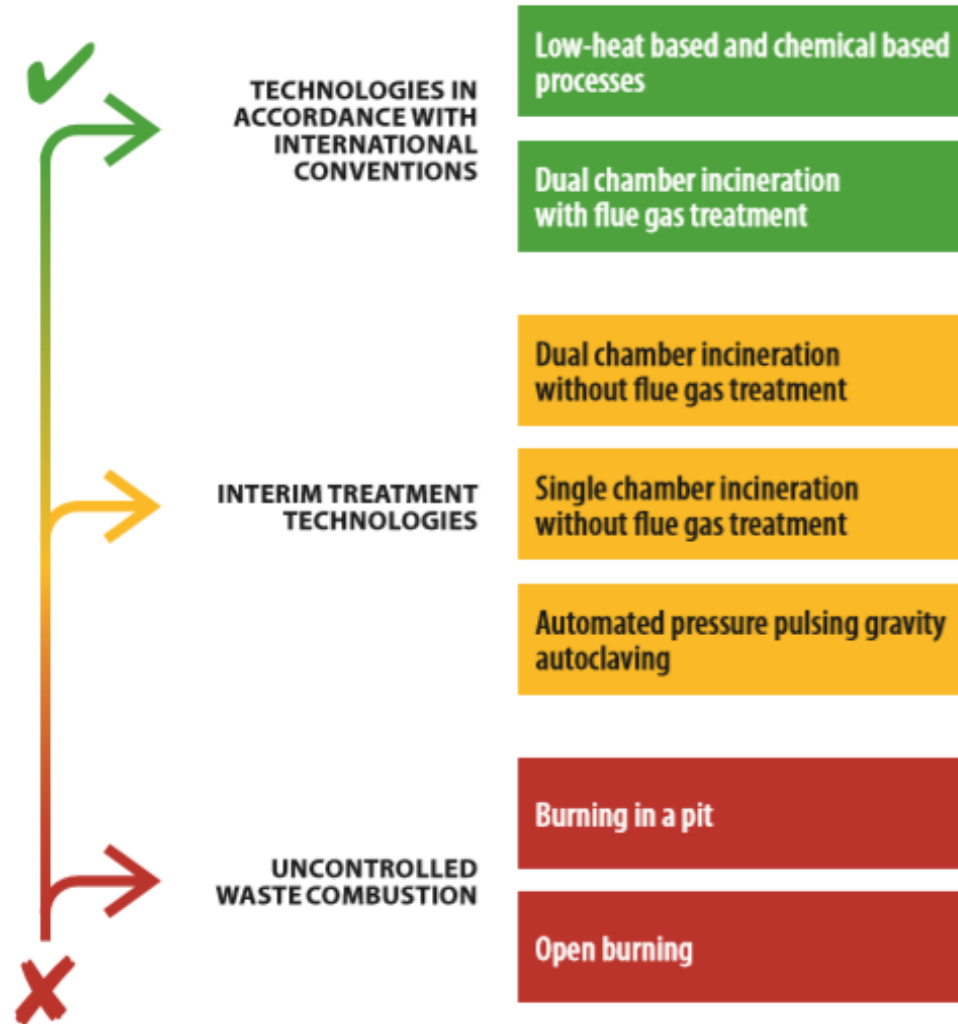 TECHNOLOGIES IN
ACCORDANCE WITH
INTERNATIONAL
CONVENTIONS
Low-heat based and chemical based
processes
Dual chamber incineration
with flue gas treatment
INTERIM TREATMENT
TECHNOLOGIES
Dual chamber incineration
without flue gas treatment
Single chamber incineration
without flue gas treatment
Automated pressure pulsing gravity
autoclaving
UNCONTROLLED
WASTE COMBUSTION
Burning in a pit
Open burning